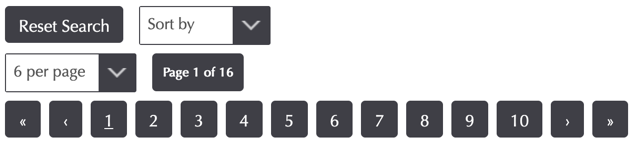 Reset Search Sort by
6 per page Page 1 of 16
« ‹ 1 2 3 4 5 6 7 8 9 10 › »